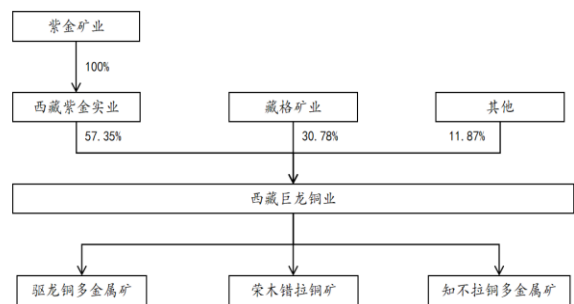 紫金矿业
100%
西藏紫金实业
藏格矿业
其他
57.35%
30.78%
11.87%
西藏巨龙铜业
驱龙铜多金属矿
荣木错拉铜矿
知不拉铜多金属矿